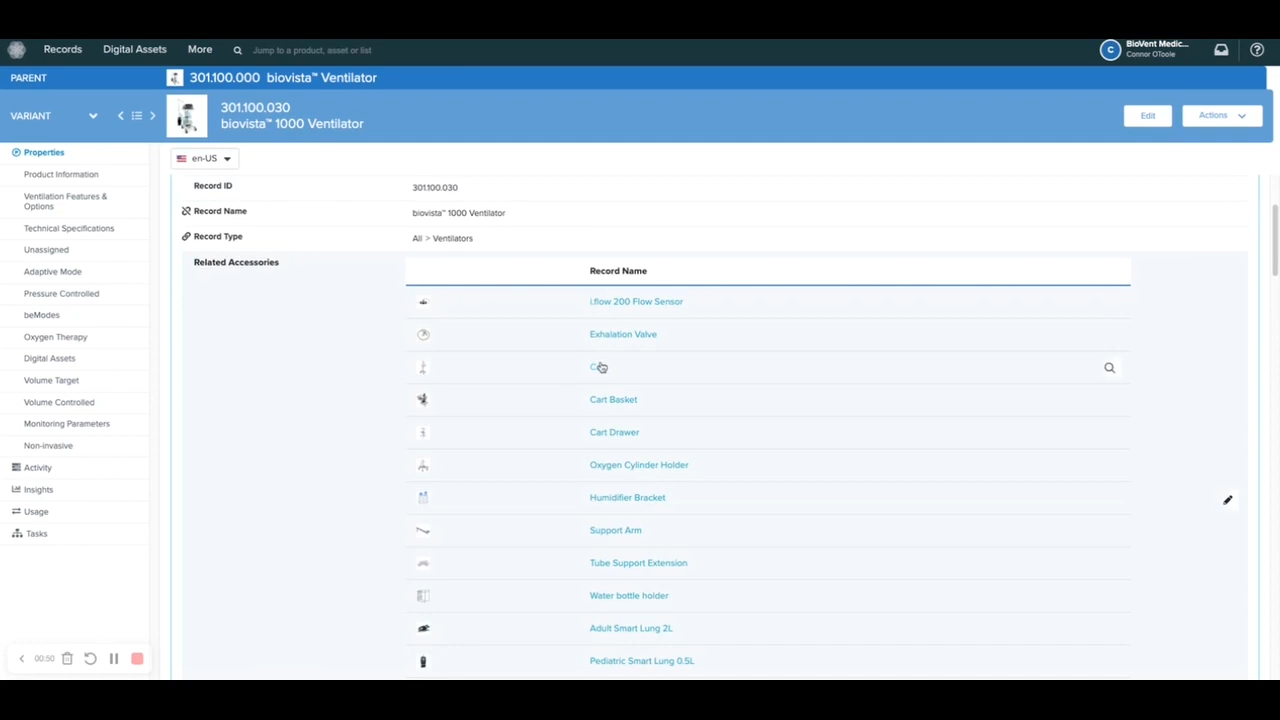 Records Digital Assets More Jump to a product, asset or list
BioVent Medic...
C Connor OToole
PARENT 301.100.000 biovista™ Ventilator
VARIANT
301.100.030
biovista™ 1000 Ventilator
Edit Actions
Properties
Product Information
Ventilation Features &
Options
Technical Specifications
Unassigned
Adaptive Mode
Pressure Controlled
beModes
Oxygen Therapy
Digital Assets
Volume Target
Volume Controlled
Monitoring Parameters
Non-invasive
Activity
Insights
Usage
Tasks
00:50
en-US
Record ID 301.100.030
Record Name biovista™ 1000 Ventilator
Record Type All > Ventilators
Related Accessories
Record Name
i.flow 200 Flow Sensor
Exhalation Valve
Cart Basket
Cart Drawer
Oxygen Cylinder Holder
Humidifier Bracket
Support Arm
Tube Support Extension
Water bottle holder
Adult Smart Lung 2L
Pediatric Smart Lung 0.5L